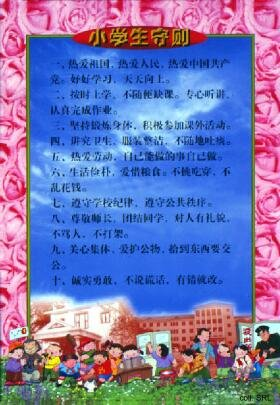 小学生守则
一、热爱祖国，热爱人民，热爱中国共产
党。好好学习，天天向上。
二、按时上学，不随便缺课。专心听讲，
认真完成作业。
三、坚持锻炼身体，积极参加课外活动。
四、讲究卫生，服装整洁，不随地吐痰。
五、热爱劳动，自己能做的事自己做。
六、生活俭朴，爱惜粮食。不挑吃穿，不
乱花钱。
七、遵守学校纪律，遵守公共秩序。
八、尊敬师长，团结同学，对人有礼貌，
不骂人，不打架。
九、关心集体，爱护公物，拾到东西要交
公。
十、诚实勇敢，不说谎话，有错就改。
coll. SRL